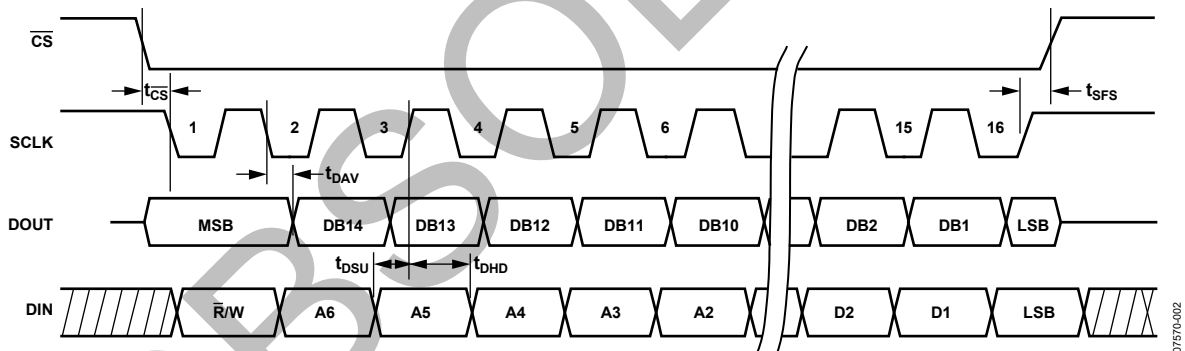 CS
tCS
tSFS
SCLK 1 2 3 4 5 6 15 16
tDAV
DOUT MSB DB14 DB13 DB12 DB11 DB10 DB2 DB1 LSB
tDSU tDHD
DIN R/W A6 A5 A4 A3 A2 D2 D1 LSB
07570-002
OBSOL